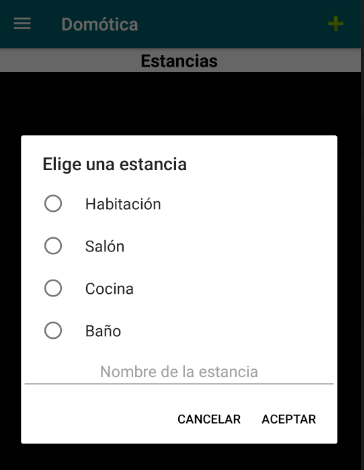 Domótica
Estancias
Elige una estancia
Habitación
Salón
Cocina
Baño
Nombre de la estancia
CANCELAR ACEPTAR